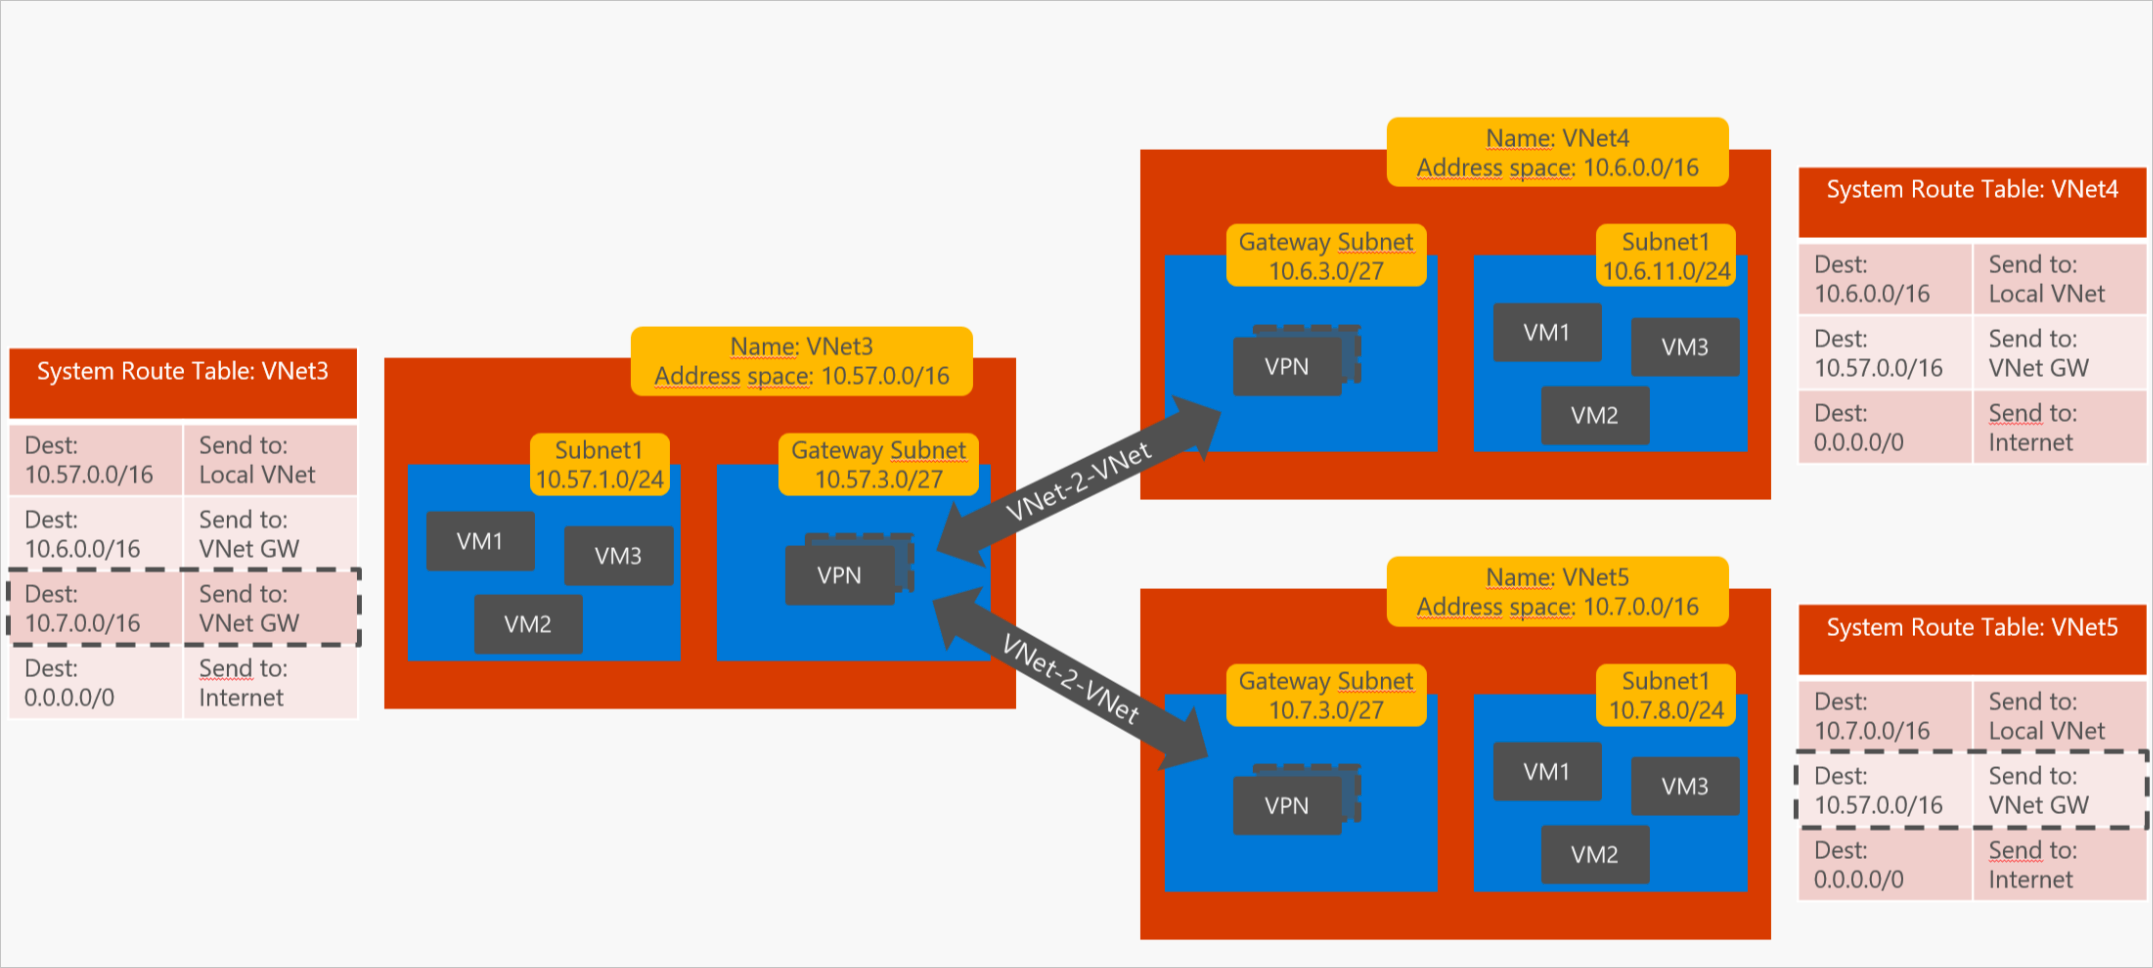 System Route Table: VNet3
Dest:
10.57.0.0/16
Send to:
Local VNet
Dest:
10.6.0.0/16
Send to:
VNet GW
Dest:
10.7.0.0/16
Send to:
VNet GW
Dest:
0.0.0.0/0
Send to:
Internet
Name: VNet3
Address space: 10.57.0.0/16
Subnet1
10.57.1.0/24
VM1
VM3
VM2
Gateway Subnet
10.57.3.0/27
VPN
VNet-2-VNet
VNet-2-VNet
Name: VNet4
Address space: 10.6.0.0/16
Gateway Subnet
10.6.3.0/27
VPN
Subnet1
10.6.11.0/24
VM1
VM3
VM2
System Route Table: VNet4
Dest:
10.6.0.0/16
Send to:
Local VNet
Dest:
10.57.0.0/16
Send to:
VNet GW
Dest:
0.0.0.0/0
Send to:
Internet
Name: VNet5
Address space: 10.7.0.0/16
Gateway Subnet
10.7.3.0/27
VPN
Subnet1
10.7.8.0/24
VM1
VM3
VM2
System Route Table: VNet5
Dest:
10.7.0.0/16
Send to:
Local VNet
Dest:
10.57.0.0/16
Send to:
VNet GW
Dest:
0.0.0.0/0
Send to:
Internet